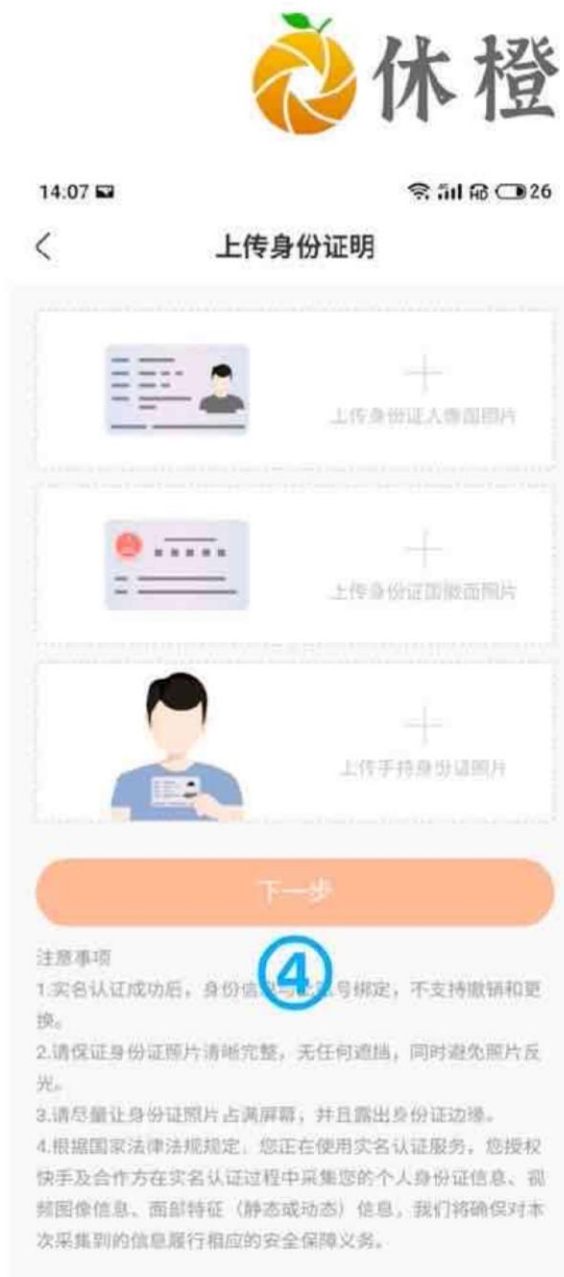 休橙
14:07
HD 26
上传身份证明
上传身份证人像面照片
上传身份证国徽面照片
上传手持身份证照片
下一步
④
注意事项
1.实名认证成功后，身份信息与此账号绑定，不支持撤销和更
换。
2.请保证身份证照片清晰完整，无任何遮挡，同时避免照片反
光。
3.请尽量让身份证照片占满屏幕，并且露出身份证边缘。
4.根据国家法律法规规定，您正在使用实名认证服务，您授权
快手及合作方在实名认证过程中采集您的个人身份证信息、视
频图像信息、面部特征（静态或动态）信息，我们将确保对本
次采集到的信息履行相应的安全保障义务。